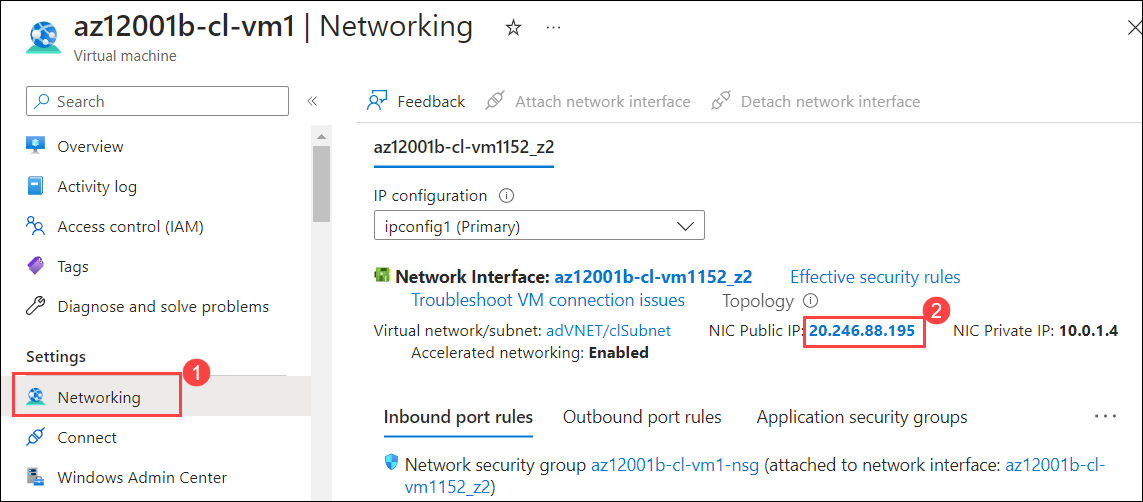 az12001b-cl-vm1 | Networking
Virtual machine
Search
Overview
Activity log
Access control (IAM)
Tags
Diagnose and solve problems
Settings
Networking
1
Connect
Windows Admin Center
Feedback
Attach network interface
Detach network interface
az12001b-cl-vm1152_z2
IP configuration
ipconfig1 (Primary)
Network Interface: az12001b-cl-vm1152_z2 Effective security rules
Troubleshoot VM connection issues Topology
2
Virtual network/subnet: adVNET/clSubnet NIC Public IP: 20.246.88.195 NIC Private IP: 10.0.1.4
Accelerated networking: Enabled
Inbound port rules Outbound port rules Application security groups
Network security group az12001b-cl-vm1-nsg (attached to network interface: az12001b-cl-
vm1152_z2)